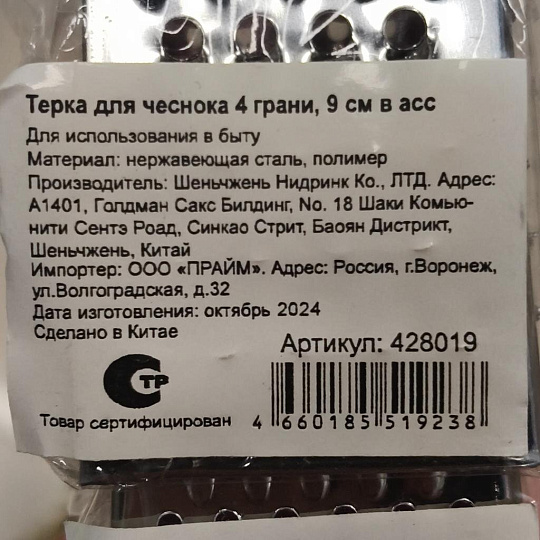 Терка для чеснока 4 грани, 9 см в асс
Для использования в быту
Материал: нержавеющая сталь, полимер
Производитель: Шеньчжень Нидринк Ко., ЛТД. Адрес:
А1401, Голдман Сакс Билдинг, No. 18 Шаки Комью-
нити Сентэ Роад, Синкао Стрит, Баоян Дистрикт,
Шеньчжень, Китай
Импортер: ООО «ПРАЙМ». Адрес: Россия, г.Воронеж,
ул.Волгоградская, д.32
Дата изготовления: октябрь 2024
Сделано в Китае
Артикул: 428019
СТР
Товар сертифицирован
4 660185 519238